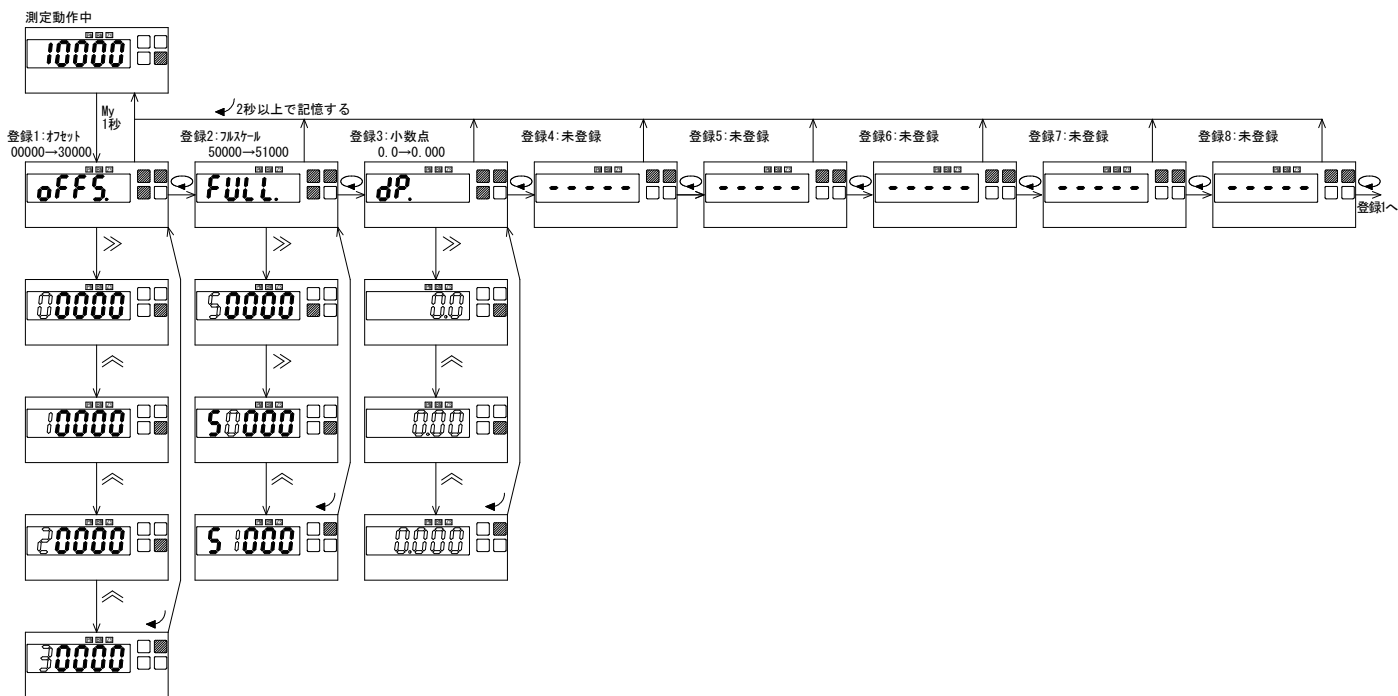 測定動作中
10000
My
1秒
2秒以上で記憶する
登録1:オフセット
00000→30000
登録2:フルスケール
50000→51000
登録3:小数点
0.0→0.000
登録4:未登録
登録5:未登録
登録6:未登録
登録7:未登録
登録8:未登録
oFFS.
FULL.
dP.
-----
-----
-----
-----
-----
登録1へ
00000
50000
0.0
10000
50000
0.00
20000
51000
0.000
30000